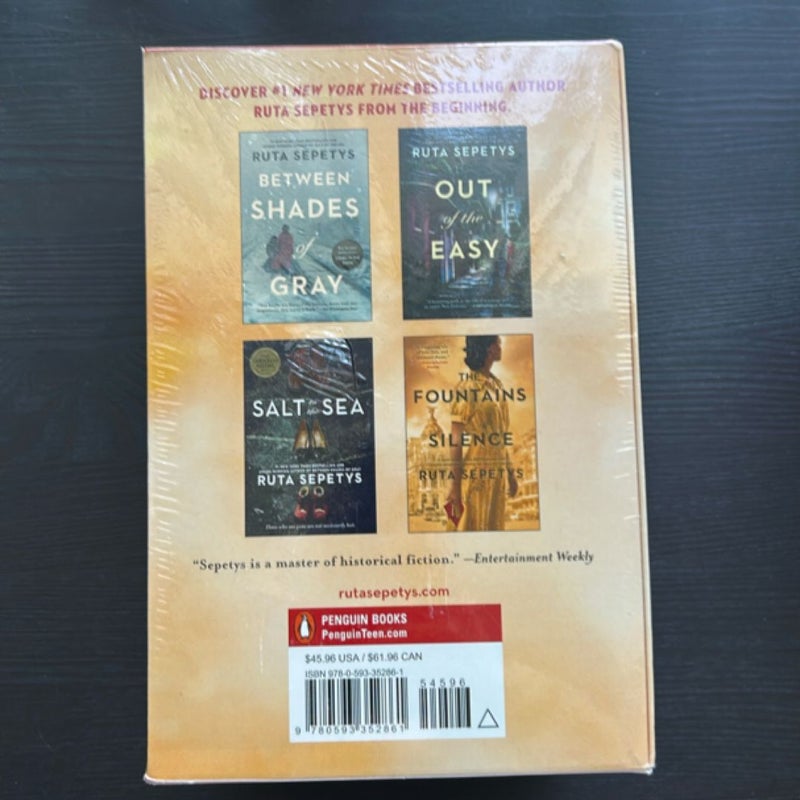 DISCOVER #1 NEW YORK TIMES BESTSELLING AUTHOR
RUTA SEPETYS FROM THE BEGINNING.
RUTA SEPETYS
BETWEEN
SHADES
of
GRAY
RUTA SEPETYS
OUT
of the
EASY
SALT to the SEA
RUTA SEPETYS
THE
FOUNTAINS
SILENCE
RUTA SEPETYS
“Sepetys is a master of historical fiction.” —Entertainment Weekly
rutasepetys.com
PENGUIN BOOKS
PenguinTeen.com
$45.96 USA / $61.96 CAN
ISBN 978-0-593-35286-1
54596
9 780593 352861